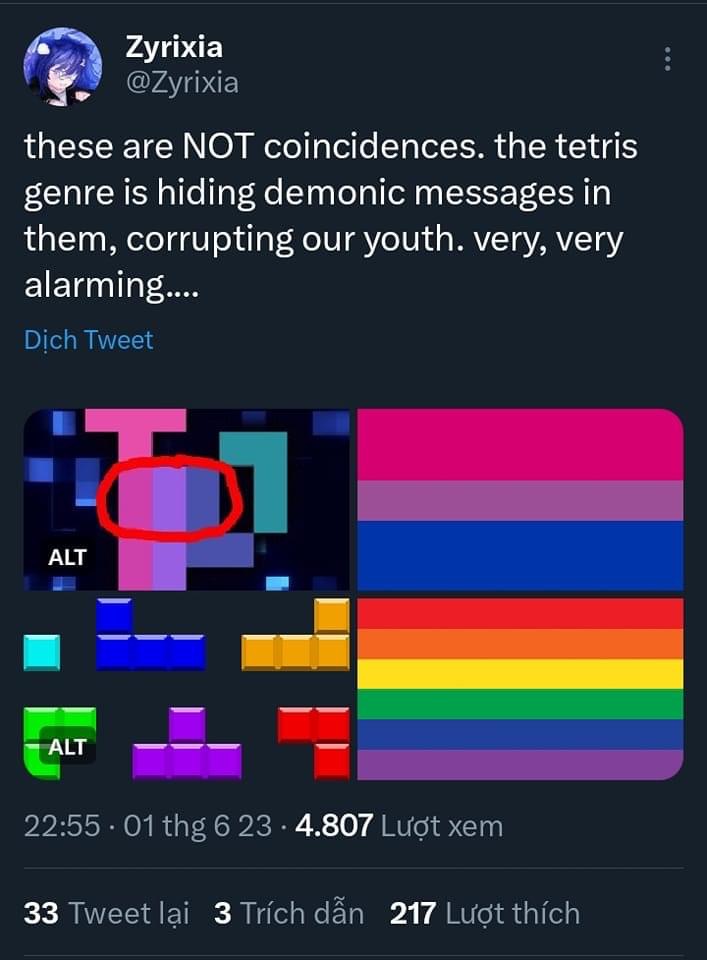 Zyrixia
@Zyrixia
these are NOT coincidences. the tetris
genre is hiding demonic messages in
them, corrupting our youth. very, very
alarming....
Dịch Tweet
ALT
ALT
22:55 · 01 thg 6 23 · 4.807 Lượt xem
33 Tweet lại 3 Trích dẫn 217 Lượt thích